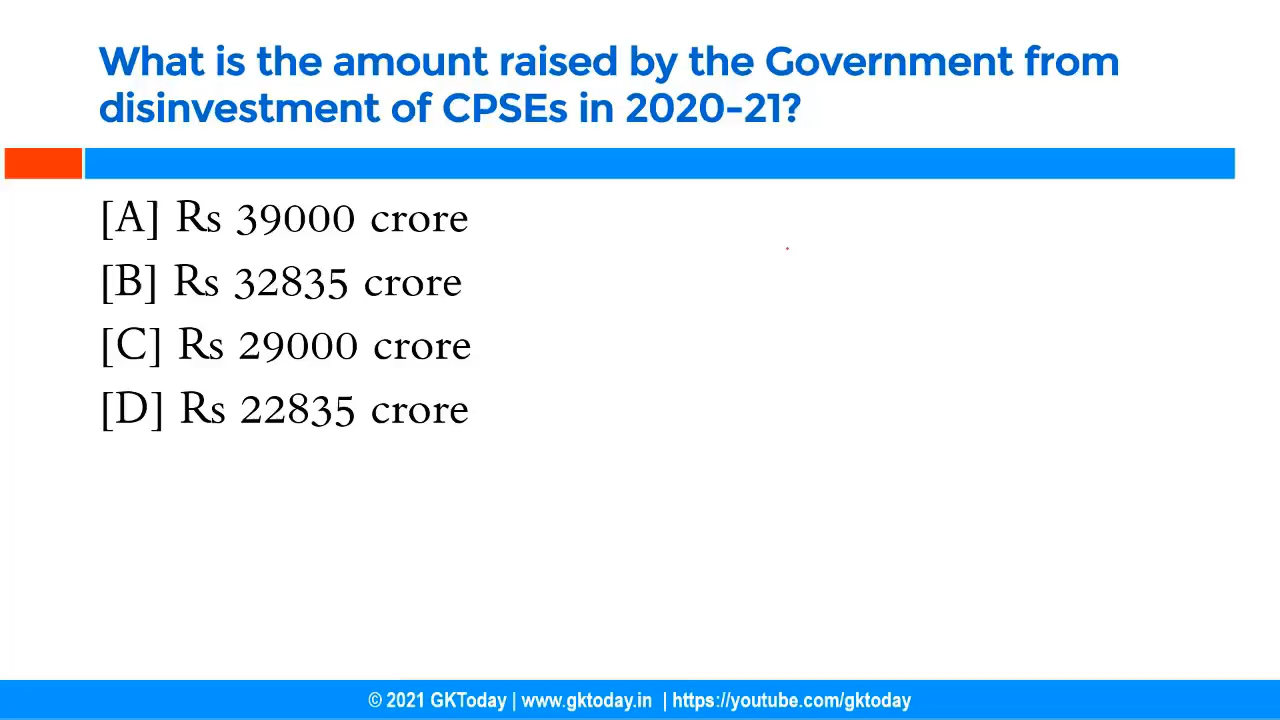 What is the amount raised by the Government from
disinvestment of CPSEs in 2020-21?
[A] Rs 39000 crore
[B] Rs 32835 crore
[C] Rs 29000 crore
[D] Rs 22835 crore
© 2021 GKToday | www.gktoday.in | https://youtube.com/gktoday